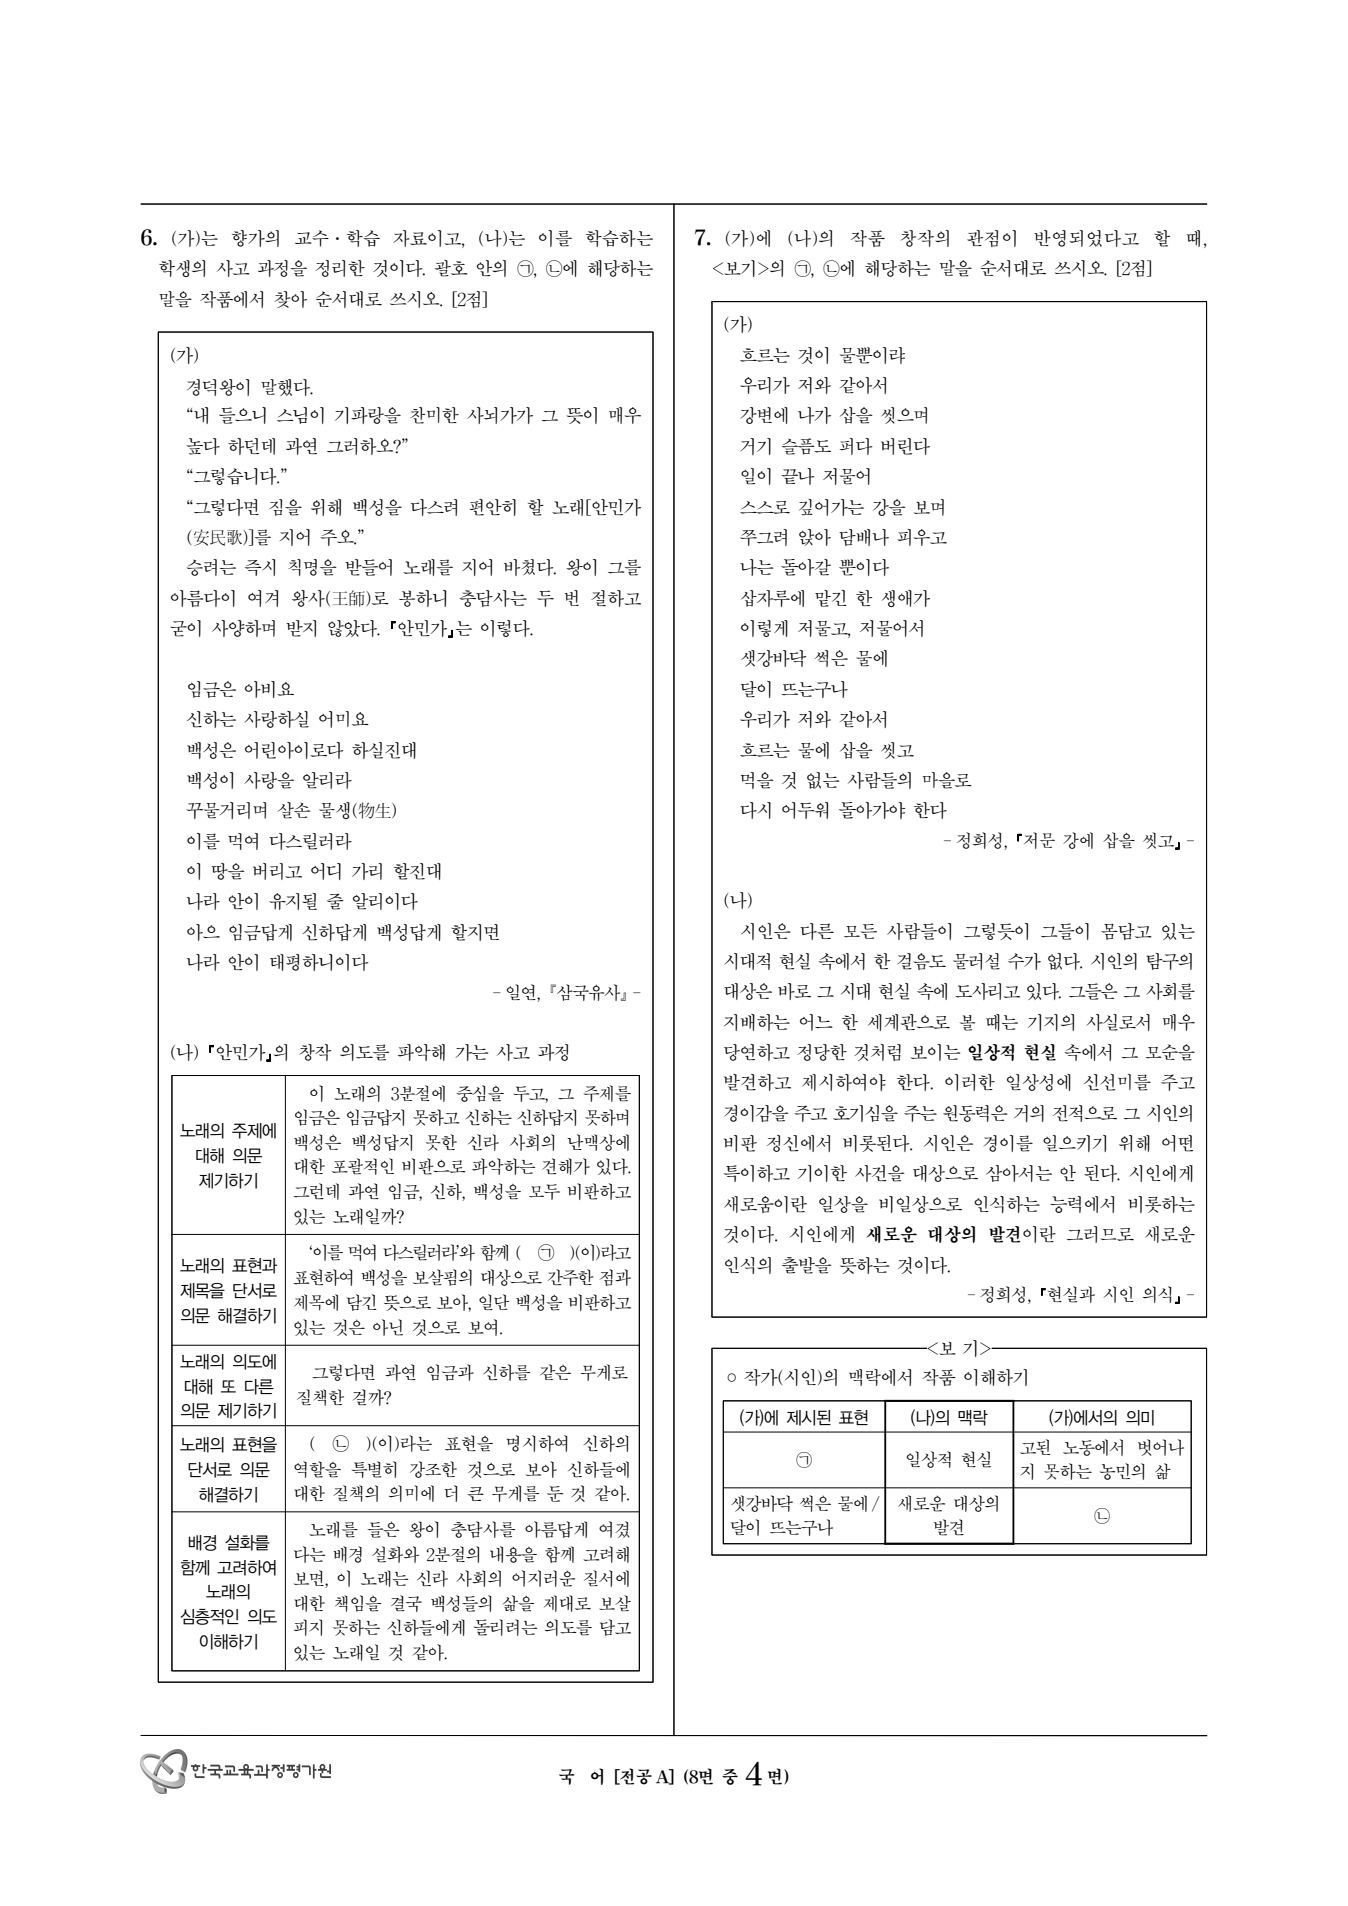 6. (가)는 향가의 교수·학습 자료이고, (나)는 이를 학습하는
학생의 사고 과정을 정리한 것이다. 괄호 안의 ㉠, ㉡에 해당하는
말을 작품에서 찾아 순서대로 쓰시오. [2점]
(가)
경덕왕이 말했다.
“내 들으니 스님이 기파랑을 찬미한 사뇌가가 그 뜻이 매우
높다 하던데 과연 그러하오?”
“그렇습니다.”
“그렇다면 짐을 위해 백성을 다스려 편안히 할 노래[안민가
(安民歌)]를 지어 주오.”
승려는 즉시 칙명을 받들어 노래를 지어 바쳤다. 왕이 그를
아름다이 여겨 왕사(王師)로 봉하니 충담사는 두 번 절하고
굳이 사양하며 받지 않았다. 「안민가」는 이렇다.
임금은 아비요
신하는 사랑하실 어미요
백성은 어린아이로다 하실진대
백성이 사랑을 알리라
꾸물거리며 살손 물생(物生)
이를 먹여 다스릴러라
이 땅을 버리고 어디 가리 할진대
나라 안이 유지될 줄 알리이다
아으 임금답게 신하답게 백성답게 할지면
나라 안이 태평하니이다
- 일연, 『삼국유사』 -
(나) 「안민가」의 창작 의도를 파악해 가는 사고 과정
노래의 주제에
대해 의문
제기하기
이 노래의 3분절에 중심을 두고, 그 주제를
임금은 임금답지 못하고 신하는 신하답지 못하며
백성은 백성답지 못한 신라 사회의 난맥상에
대한 포괄적인 비판으로 파악하는 견해가 있다.
그런데 과연 임금, 신하, 백성을 모두 비판하고
있는 노래일까?
노래의 표현과
제목을 단서로
의문 해결하기
‘이를 먹여 다스릴러라’와 함께 ( ㉠ )(이)라고
표현하여 백성을 보살핌의 대상으로 간주한 점과
제목에 담긴 뜻으로 보아, 일단 백성을 비판하고
있는 것은 아닌 것으로 보여.
노래의 의도에
대해 또 다른
의문 제기하기
그렇다면 과연 임금과 신하를 같은 무게로
질책한 걸까?
노래의 표현을
단서로 의문
해결하기
( ㉡ )(이)라는 표현을 명시하여 신하의
역할을 특별히 강조한 것으로 보아 신하들에
대한 질책의 의미에 더 큰 무게를 둔 것 같아.
배경 설화를
함께 고려하여
노래의
심층적인 의도
이해하기
노래를 들은 왕이 충담사를 아름답게 여겼
다는 배경 설화와 2분절의 내용을 함께 고려해
보면, 이 노래는 신라 사회의 어지러운 질서에
대한 책임을 결국 백성들의 삶을 제대로 보살
피지 못하는 신하들에게 돌리려는 의도를 담고
있는 노래일 것 같아.
7. (가)에 (나)의 작품 창작의 관점이 반영되었다고 할 때,
<보기>의 ㉠, ㉡에 해당하는 말을 순서대로 쓰시오. [2점]
(가)
흐르는 것이 물뿐이랴
우리가 저와 같아서
강변에 나가 삽을 씻으며
거기 슬픔도 퍼다 버린다
일이 끝나 저물어
스스로 깊어가는 강을 보며
쭈그려 앉아 담배나 피우고
나는 돌아갈 뿐이다
삽자루에 맡긴 한 생애가
이렇게 저물고, 저물어서
샛강바닥 썩은 물에
달이 뜨는구나
우리가 저와 같아서
흐르는 물에 삽을 씻고
먹을 것 없는 사람들의 마을로
다시 어두워 돌아가야 한다
- 정희성, 「저문 강에 삽을 씻고」 -
(나)
시인은 다른 모든 사람들이 그렇듯이 그들이 몸담고 있는
시대적 현실 속에서 한 걸음도 물러설 수가 없다. 시인의 탐구의
대상은 바로 그 시대 현실 속에 도사리고 있다. 그들은 그 사회를
지배하는 어느 한 세계관으로 볼 때는 기지의 사실로서 매우
당연하고 정당한 것처럼 보이는 일상적 현실 속에서 그 모순을
발견하고 제시하여야 한다. 이러한 일상성에 신선미를 주고
경이감을 주고 호기심을 주는 원동력은 거의 전적으로 그 시인의
비판 정신에서 비롯된다. 시인은 경이를 일으키기 위해 어떤
특이하고 기이한 사건을 대상으로 삼아서는 안 된다. 시인에게
새로움이란 일상을 비일상으로 인식하는 능력에서 비롯하는
것이다. 시인에게 새로운 대상의 발견이란 그러므로 새로운
인식의 출발을 뜻하는 것이다.
- 정희성, 「현실과 시인 의식」 -
<보 기>
○ 작가(시인)의 맥락에서 작품 이해하기
(가)에 제시된 표현
(나)의 맥락
(가)에서의 의미
㉠
일상적 현실
고된 노동에서 벗어나
지 못하는 농민의 삶
샛강바닥 썩은 물에 /
달이 뜨는구나
새로운 대상의
발견
㉡
한국교육과정평가원
국 어 [전공 A] (8면 중 4 면)